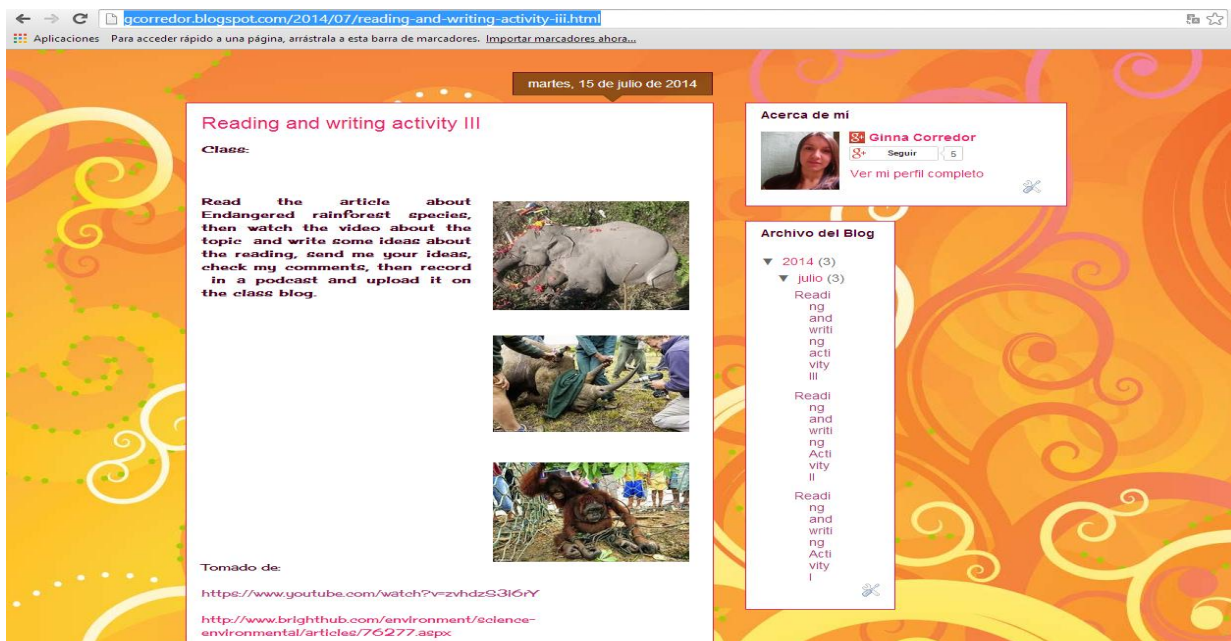 gcorredor.blogspot.com/2014/07/reading-and-writing-activity-iii.html
Aplicaciones Para acceder rápido a una página, arrástrala a esta barra de marcadores. Importar marcadores ahora...
martes, 15 de julio de 2014
Reading and writing activity III
Class:
Read the article about
Endangered rainforest species,
then watch the video about the
topic and write some ideas about
the reading, send me your ideas,
check my comments, then record
in a podcast and upload it on
the class blog.
Tomado de:
https://www.youtube.com/watch?v=zvhdzS3l6rY
http://www.brighthub.com/environment/science-
environmental/articles/76277.aspx
Acerca de mí
Ginna Corredor
Seguir 5
Ver mi perfil completo
Archivo del Blog
▼ 2014 (3)
▼ julio (3)
Readi
ng
and
writi
ng
acti
vity
III
Readi
ng
and
writi
ng
Acti
vity
II
Readi
ng
and
writi
ng
Acti
vity
I